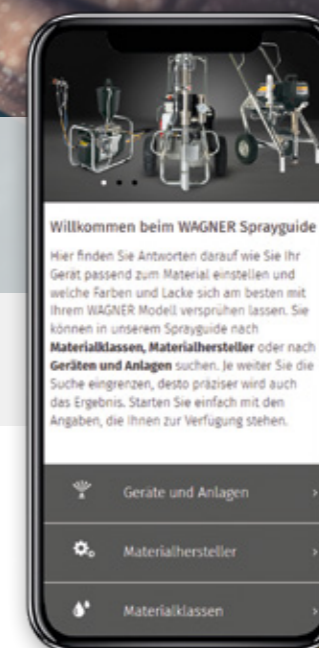 Willkommen beim WAGNER Sprayguide
Hier finden Sie Antworten darauf wie Sie Ihr
Gerät passend zum Material einstellen und
welche Farben und Lacke sich am besten mit
Ihrem WAGNER Modell versprühen lassen. Sie
können in unserem Sprayguide nach
Materialklassen, Materialhersteller oder nach
Geräten und Anlagen suchen. Je weiter Sie die
Suche eingrenzen, desto präziser wird auch
das Ergebnis. Starten Sie einfach mit den
Angaben, die Ihnen zur Verfügung stehen.
Geräte und Anlagen
Materialhersteller
Materialklassen